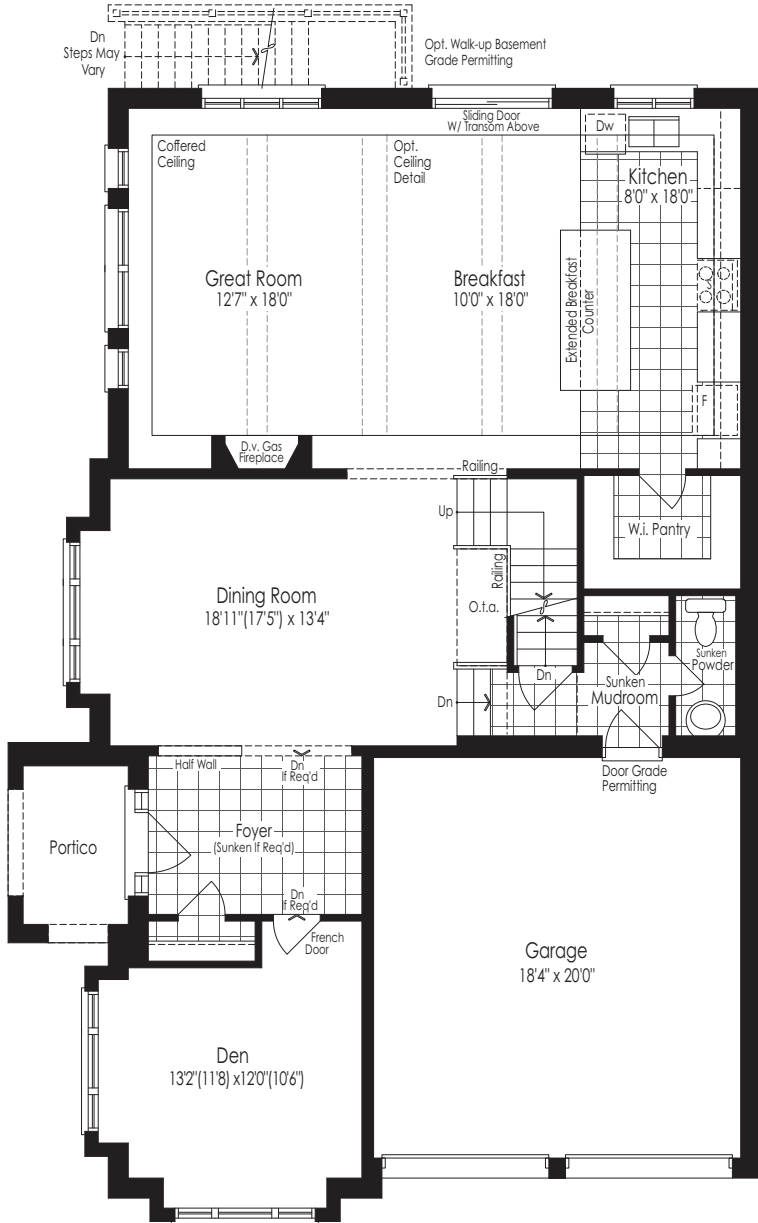 Dn
Steps May
Vary
Opt. Walk-up Basement
Grade Permitting
Sliding Door
W/ Transom Above
Dw
Coffered
Ceiling
Opt.
Ceiling
Detail
Kitchen
8'0" x 18'0"
Great Room
12'7" x 18'0"
Breakfast
10'0" x 18'0"
Extended Breakfast
Counter
F
D.v. Gas
Fireplace
Railing
Up
W.i. Pantry
Railing
Dining Room
18'11"(17'5") x 13'4"
O.t.a.
Sunken
Powder
Dn
Sunken
Mudroom
Dn
Half Wall
Dn
If Req'd
Door Grade
Permitting
Portico
Foyer
(Sunken If Req'd)
Dn
If Req'd
French
Door
Garage
18'4" x 20'0"
Den
13'2"(11'8) x12'0"(10'6")